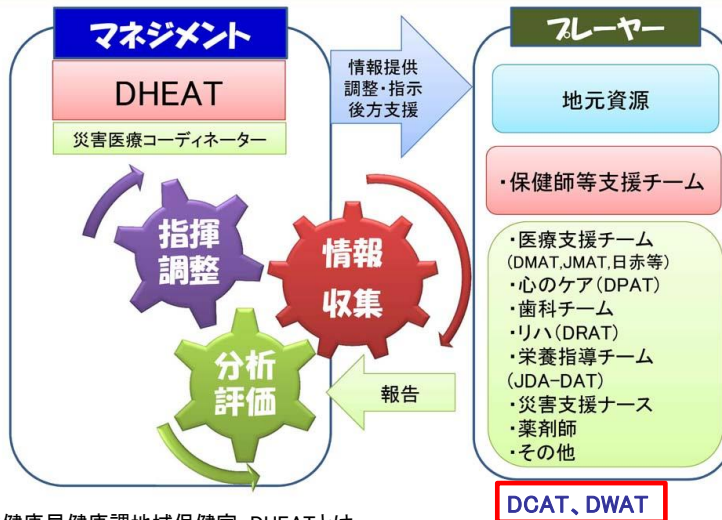 マネジメント
DHEAT
災害医療コーディネーター
指揮
調整
情報
収集
分析
評価
情報提供
調整・指示
後方支援
報告
プレーヤー
地元資源
・保健師等支援チーム
・医療支援チーム
(DMAT,JMAT,日赤等)
・心のケア(DPAT)
・歯科チーム
・リハ(DRAT)
・栄養指導チーム
(JDA-DAT)
・災害支援ナース
・薬剤師
・その他
DCAT、DWAT